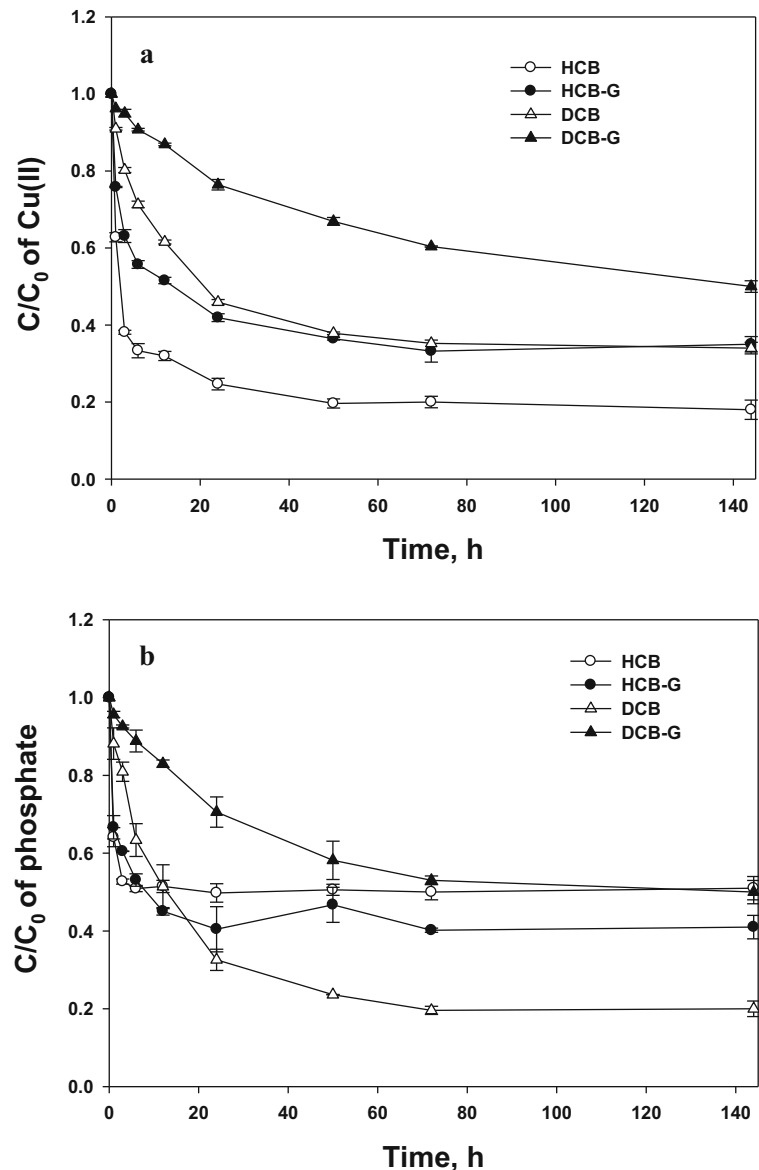 a
HCB
HCB-G
DCB
DCB-G
1.2
1.0
0.8
0.6
0.4
0.2
0.0
C/C0 of Cu(II)
0 20 40 60 80 100 120 140
Time, h
b
HCB
HCB-G
DCB
DCB-G
1.2
1.0
0.8
0.6
0.4
0.2
0.0
C/C0 of phosphate
0 20 40 60 80 100 120 140
Time, h